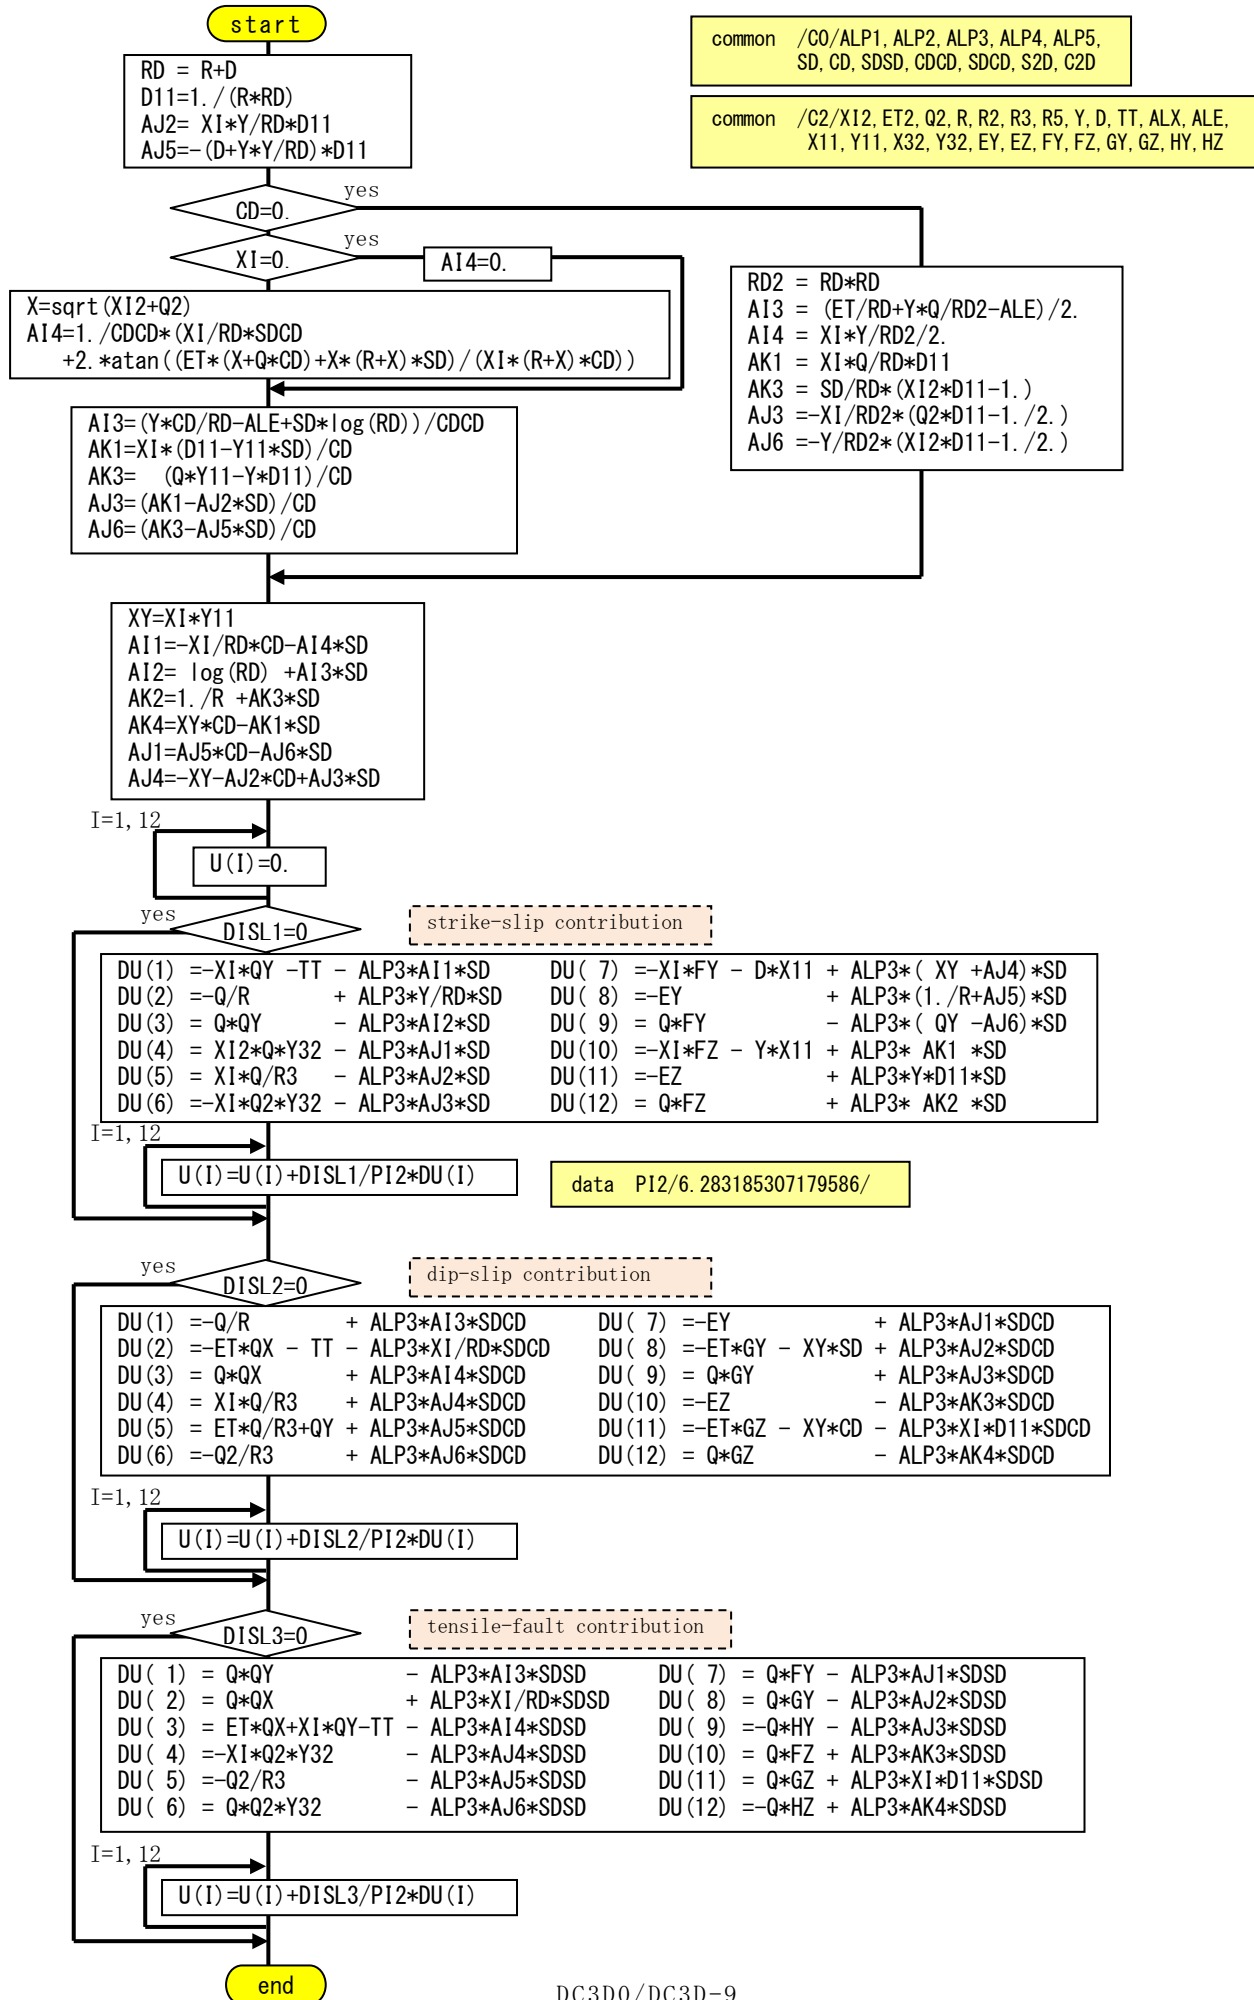 start
common /C0/ALP1,ALP2,ALP3,ALP4,ALP5,
SD,CD,SDSD,CDCD,SDCD,S2D,C2D
RD = R+D
D11=1./(R*RD)
AJ2= XI*Y/RD*D11
AJ5=-(D+Y*Y/RD)*D11
common /C2/XI2,ET2,Q2,R,R2,R3,R5,Y,D,TT,ALX,ALE,
X11,Y11,X32,Y32,EY,EZ,FY,FZ,GY,GZ,HY,HZ
yes
CD=0.
yes
XI=0.
AI4=0.
X=sqrt(XI2+Q2)
AI4=1./CDCD*(XI/RD*SDCD
+2.*atan((ET*(X+Q*CD)+X*(R+X)*SD)/(XI*(R+X)*CD))
RD2 = RD*RD
AI3 = (ET/RD+Y*Q/RD2-ALE)/2.
AI4 = XI*Y/RD2/2.
AK1 = XI*Q/RD*D11
AK3 = SD/RD*(XI2*D11-1.)
AJ3 =-XI/RD2*(Q2*D11-1./2.)
AJ6 =-Y/RD2*(XI2*D11-1./2.)
AI3=(Y*CD/RD-ALE+SD*log(RD))/CDCD
AK1=XI*(D11-Y11*SD)/CD
AK3= (Q*Y11-Y*D11)/CD
AJ3=(AK1-AJ2*SD)/CD
AJ6=(AK3-AJ5*SD)/CD
XY=XI*Y11
AI1=-XI/RD*CD-AI4*SD
AI2= log(RD) +AI3*SD
AK2=1./R +AK3*SD
AK4=XY*CD-AK1*SD
AJ1=AJ5*CD-AJ6*SD
AJ4=-XY-AJ2*CD+AJ3*SD
I=1,12
U(I)=0.
yes
DISL1=0
strike-slip contribution
DU(1) =-XI*QY -TT - ALP3*AI1*SD DU( 7) =-XI*FY - D*X11 + ALP3*( XY +AJ4)*SD
DU(2) =-Q/R + ALP3*Y/RD*SD DU( 8) =-EY + ALP3*(1./R+AJ5)*SD
DU(3) = Q*QY - ALP3*AI2*SD DU( 9) = Q*FY - ALP3*( QY -AJ6)*SD
DU(4) = XI2*Q*Y32 - ALP3*AJ1*SD DU(10) =-XI*FZ - Y*X11 + ALP3* AK1 *SD
DU(5) = XI*Q/R3 - ALP3*AJ2*SD DU(11) =-EZ + ALP3*Y*D11*SD
DU(6) =-XI*Q2*Y32 - ALP3*AJ3*SD DU(12) = Q*FZ + ALP3* AK2 *SD
I=1,12
U(I)=U(I)+DISL1/PI2*DU(I)
data PI2/6.283185307179586/
yes
DISL2=0
dip-slip contribution
DU(1) =-Q/R + ALP3*AI3*SDCD DU( 7) =-EY + ALP3*AJ1*SDCD
DU(2) =-ET*QX - TT - ALP3*XI/RD*SDCD DU( 8) =-ET*GY - XY*SD + ALP3*AJ2*SDCD
DU(3) = Q*QX + ALP3*AI4*SDCD DU( 9) = Q*GY + ALP3*AJ3*SDCD
DU(4) = XI*Q/R3 + ALP3*AJ4*SDCD DU(10) =-EZ - ALP3*AK3*SDCD
DU(5) = ET*Q/R3+QY + ALP3*AJ5*SDCD DU(11) =-ET*GZ - XY*CD - ALP3*XI*D11*SDCD
DU(6) =-Q2/R3 + ALP3*AJ6*SDCD DU(12) = Q*GZ - ALP3*AK4*SDCD
I=1,12
U(I)=U(I)+DISL2/PI2*DU(I)
yes
DISL3=0
tensile-fault contribution
DU( 1) = Q*QY - ALP3*AI3*SDSD DU( 7) = Q*FY - ALP3*AJ1*SDSD
DU( 2) = Q*QX + ALP3*XI/RD*SDSD DU( 8) = Q*GY - ALP3*AJ2*SDSD
DU( 3) = ET*QX+XI*QY-TT - ALP3*AI4*SDSD DU( 9) =-Q*HY - ALP3*AJ3*SDSD
DU( 4) =-XI*Q2*Y32 - ALP3*AJ4*SDSD DU(10) = Q*FZ + ALP3*AK3*SDSD
DU( 5) =-Q2/R3 - ALP3*AJ5*SDSD DU(11) = Q*GZ + ALP3*XI*D11*SDSD
DU( 6) = Q*Q2*Y32 - ALP3*AJ6*SDSD DU(12) =-Q*HZ + ALP3*AK4*SDSD
I=1,12
U(I)=U(I)+DISL3/PI2*DU(I)
end
DC3D0/DC3D-9